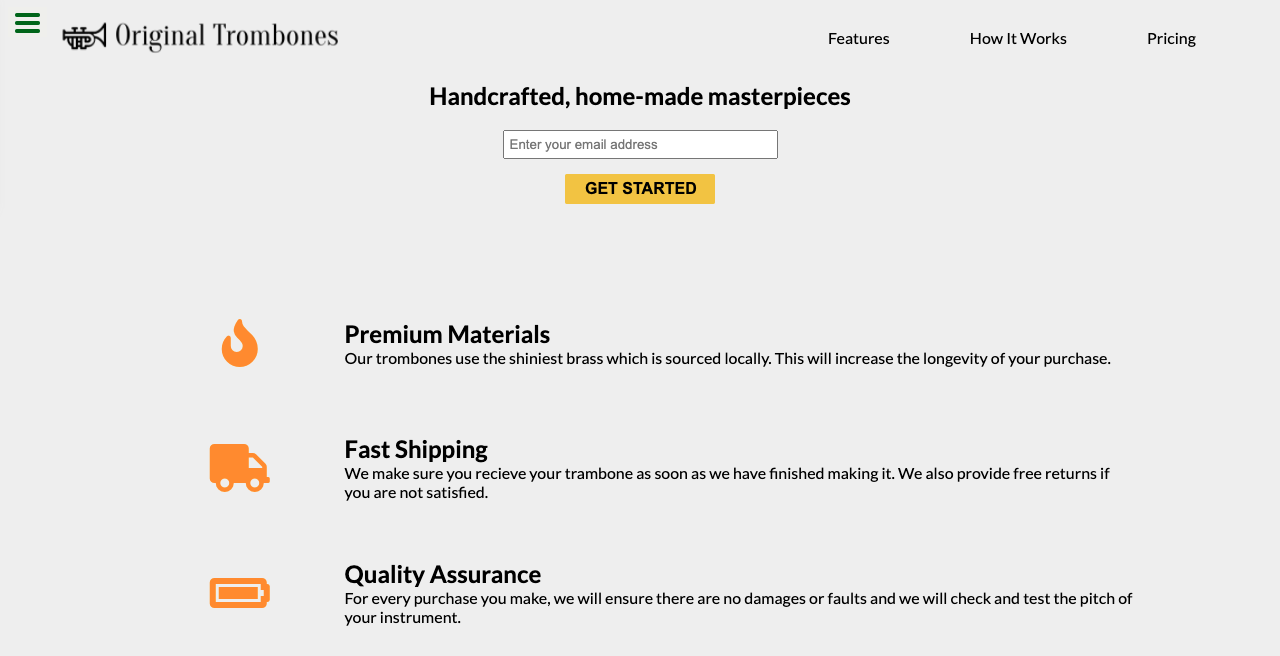 Original Trombones
Features
How It Works
Pricing
Handcrafted, home-made masterpieces
Enter your email address
GET STARTED
Premium Materials
Our trombones use the shiniest brass which is sourced locally. This will increase the longevity of your purchase.
Fast Shipping
We make sure you recieve your trambone as soon as we have finished making it. We also provide free returns if
you are not satisfied.
Quality Assurance
For every purchase you make, we will ensure there are no damages or faults and we will check and test the pitch of
your instrument.